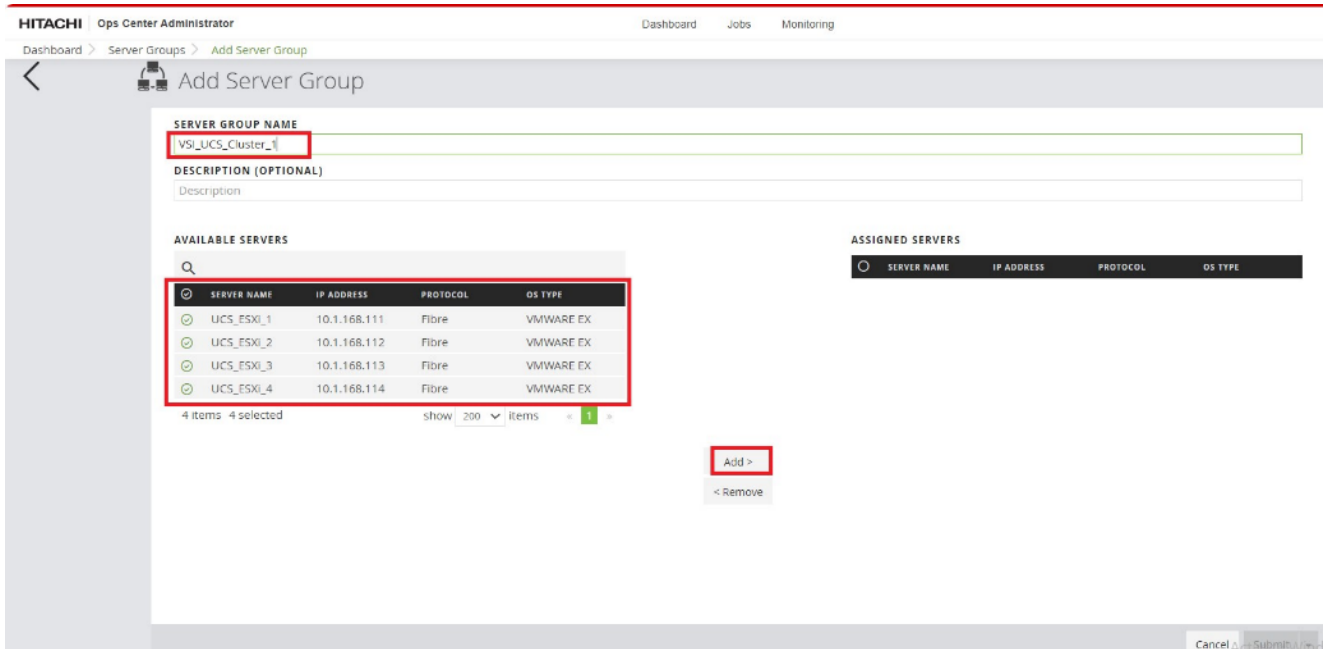 HITACHI Ops Center Administrator Dashboard Jobs Monitoring
Dashboard > Server Groups > Add Server Group
Add Server Group
SERVER GROUP NAME
VSI_UCS_Cluster_1
DESCRIPTION (OPTIONAL)
Description
AVAILABLE SERVERS
SERVER NAME IP ADDRESS PROTOCOL OS TYPE
UCS_ESXi_1 10.1.168.111 Fibre VMWARE EX
UCS_ESXi_2 10.1.168.112 Fibre VMWARE EX
UCS_ESXi_3 10.1.168.113 Fibre VMWARE EX
UCS_ESXi_4 10.1.168.114 Fibre VMWARE EX
4 items 4 selected show 200 items « 1 »
ASSIGNED SERVERS
SERVER NAME IP ADDRESS PROTOCOL OS TYPE
Add >
< Remove
Cancel Submit